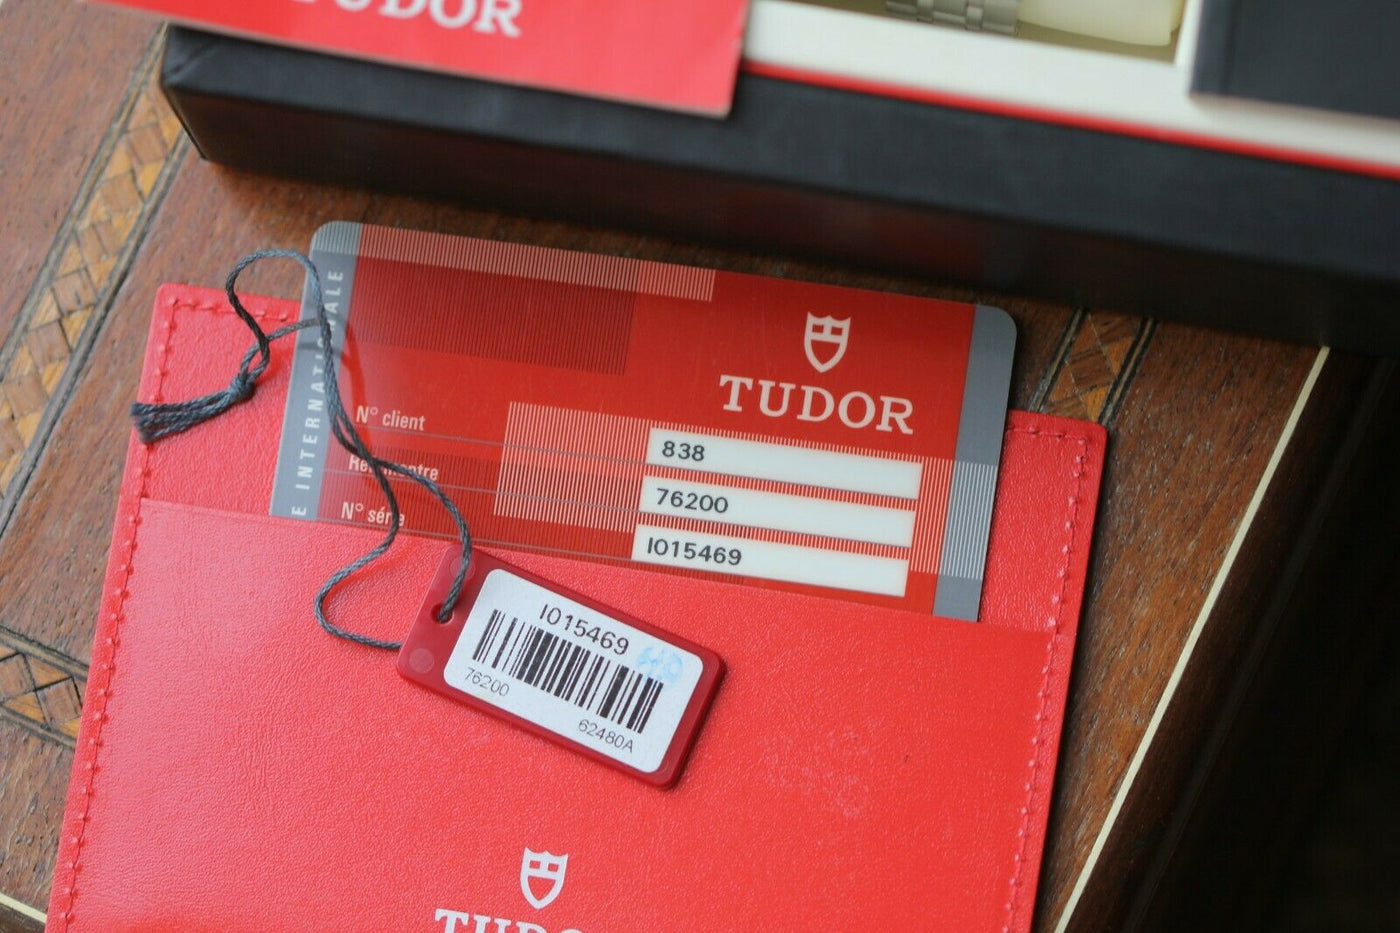 TUDOR
E INTERNATIONALE
TUDOR
N° client
838
76200
N° série
I015469
I015469
76200
62480A
TUDOR